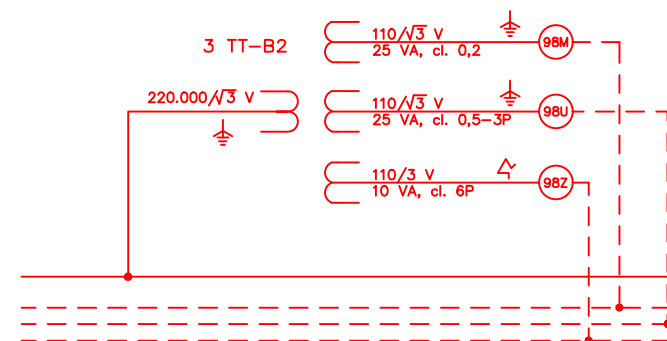 3 TT-B2
110/√3 V
25 VA, cl. 0,2
98M
220.000/√3 V
110/√3 V
25 VA, cl. 0,5-3P
98U
110/3 V
10 VA, cl. 6P
98Z